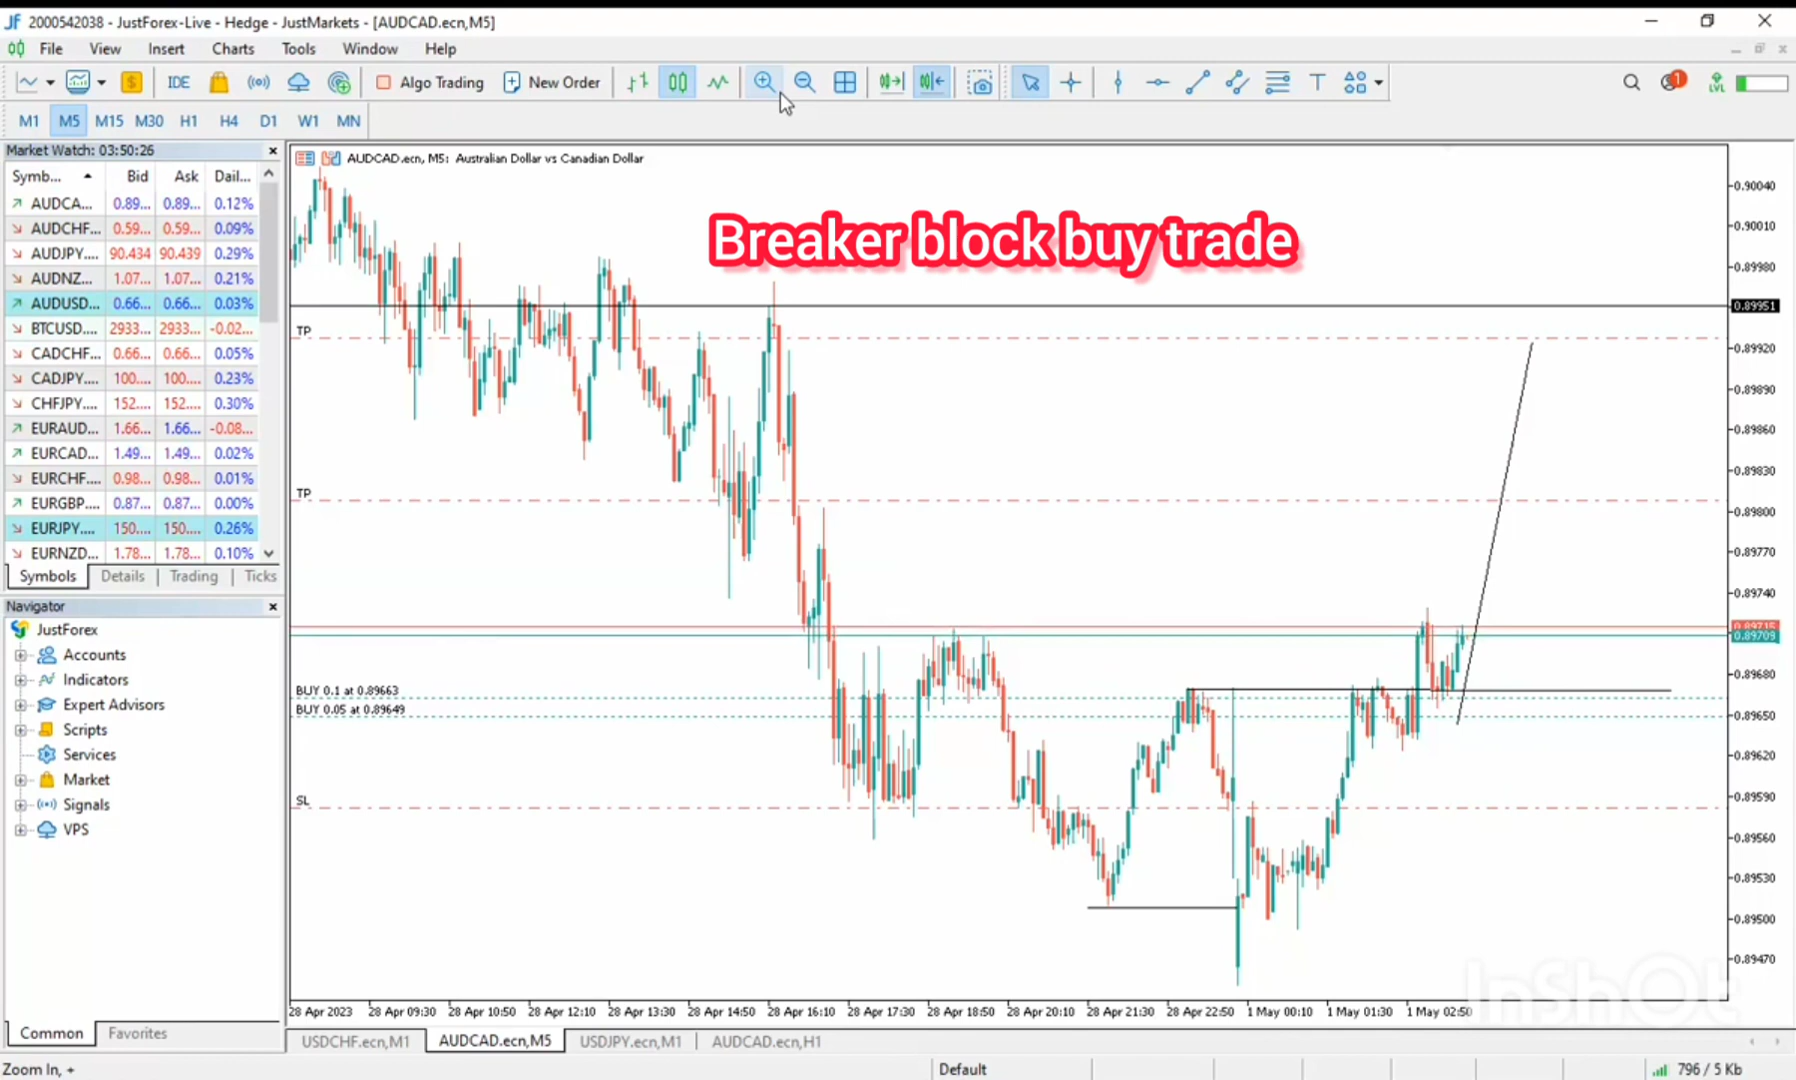 JF 2000542038 - JustForex-Live - Hedge - JustMarkets - [AUDCAD.ecn,M5]
File View Insert Charts Tools Window Help
$ IDE Algo Trading New Order T 1 LVL
M1 M5 M15 M30 H1 H4 D1 W1 MN
Market Watch: 03:50:26
Symb... Bid Ask Dail...
AUDCA... 0.89... 0.89... 0.12%
AUDCHF... 0.59... 0.59... 0.09%
AUDJPY.... 90.434 90.439 0.29%
AUDNZ... 1.07... 1.07... 0.21%
AUDUSD... 0.66... 0.66... 0.03%
BTCUSD.... 2933... 2933... -0.02...
CADCHF... 0.66... 0.66... 0.05%
CADJPY.... 100.... 100.... 0.23%
CHFJPY.... 152.... 152.... 0.30%
EURAUD... 1.66... 1.66... -0.08...
EURCAD... 1.49... 1.49... 0.02%
EURCHF... 0.98... 0.98... 0.01%
EURGBP.... 0.87... 0.87... 0.00%
EURJPY.... 150.... 150.... 0.26%
EURNZD... 1.78... 1.78... 0.10%
Symbols Details Trading Ticks
Navigator
JustForex
Accounts
Indicators
Expert Advisors
Scripts
Services
Market
Signals
VPS
Common Favorites
AUDCAD.ecn, M5: Australian Dollar vs Canadian Dollar
Breaker block buy trade
TP
TP
BUY 0.1 at 0.89663
BUY 0.05 at 0.89649
SL
0.90040
0.90010
0.89980
0.89951
0.89920
0.89890
0.89860
0.89830
0.89800
0.89770
0.89740
0.89715
0.89709
0.89680
0.89650
0.89620
0.89590
0.89560
0.89530
0.89500
0.89470
InShOt
28 Apr 2023 28 Apr 09:30 28 Apr 10:50 28 Apr 12:10 28 Apr 13:30 28 Apr 14:50 28 Apr 16:10 28 Apr 17:30 28 Apr 18:50 28 Apr 20:10 28 Apr 21:30 28 Apr 22:50 1 May 00:10 1 May 01:30 1 May 02:50
USDCHF.ecn,M1 AUDCAD.ecn,M5 USDJPY.ecn,M1 AUDCAD.ecn,H1
Zoom In, + Default 796 / 5 Kb